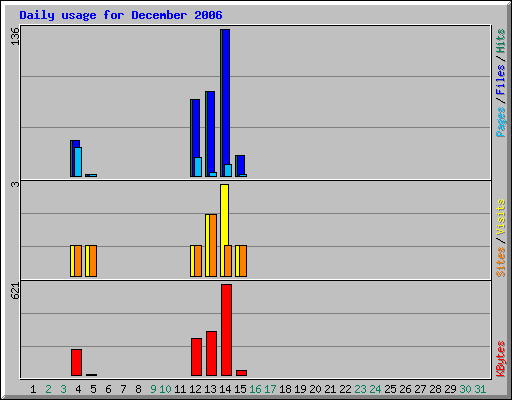 Daily usage for December 2006
136
Pages / Files / Hits
3
Sites / Visits
621
KBytes
1 2 3 4 5 6 7 8 9 10 11 12 13 14 15 16 17 18 19 20 21 22 23 24 25 26 27 28 29 30 31